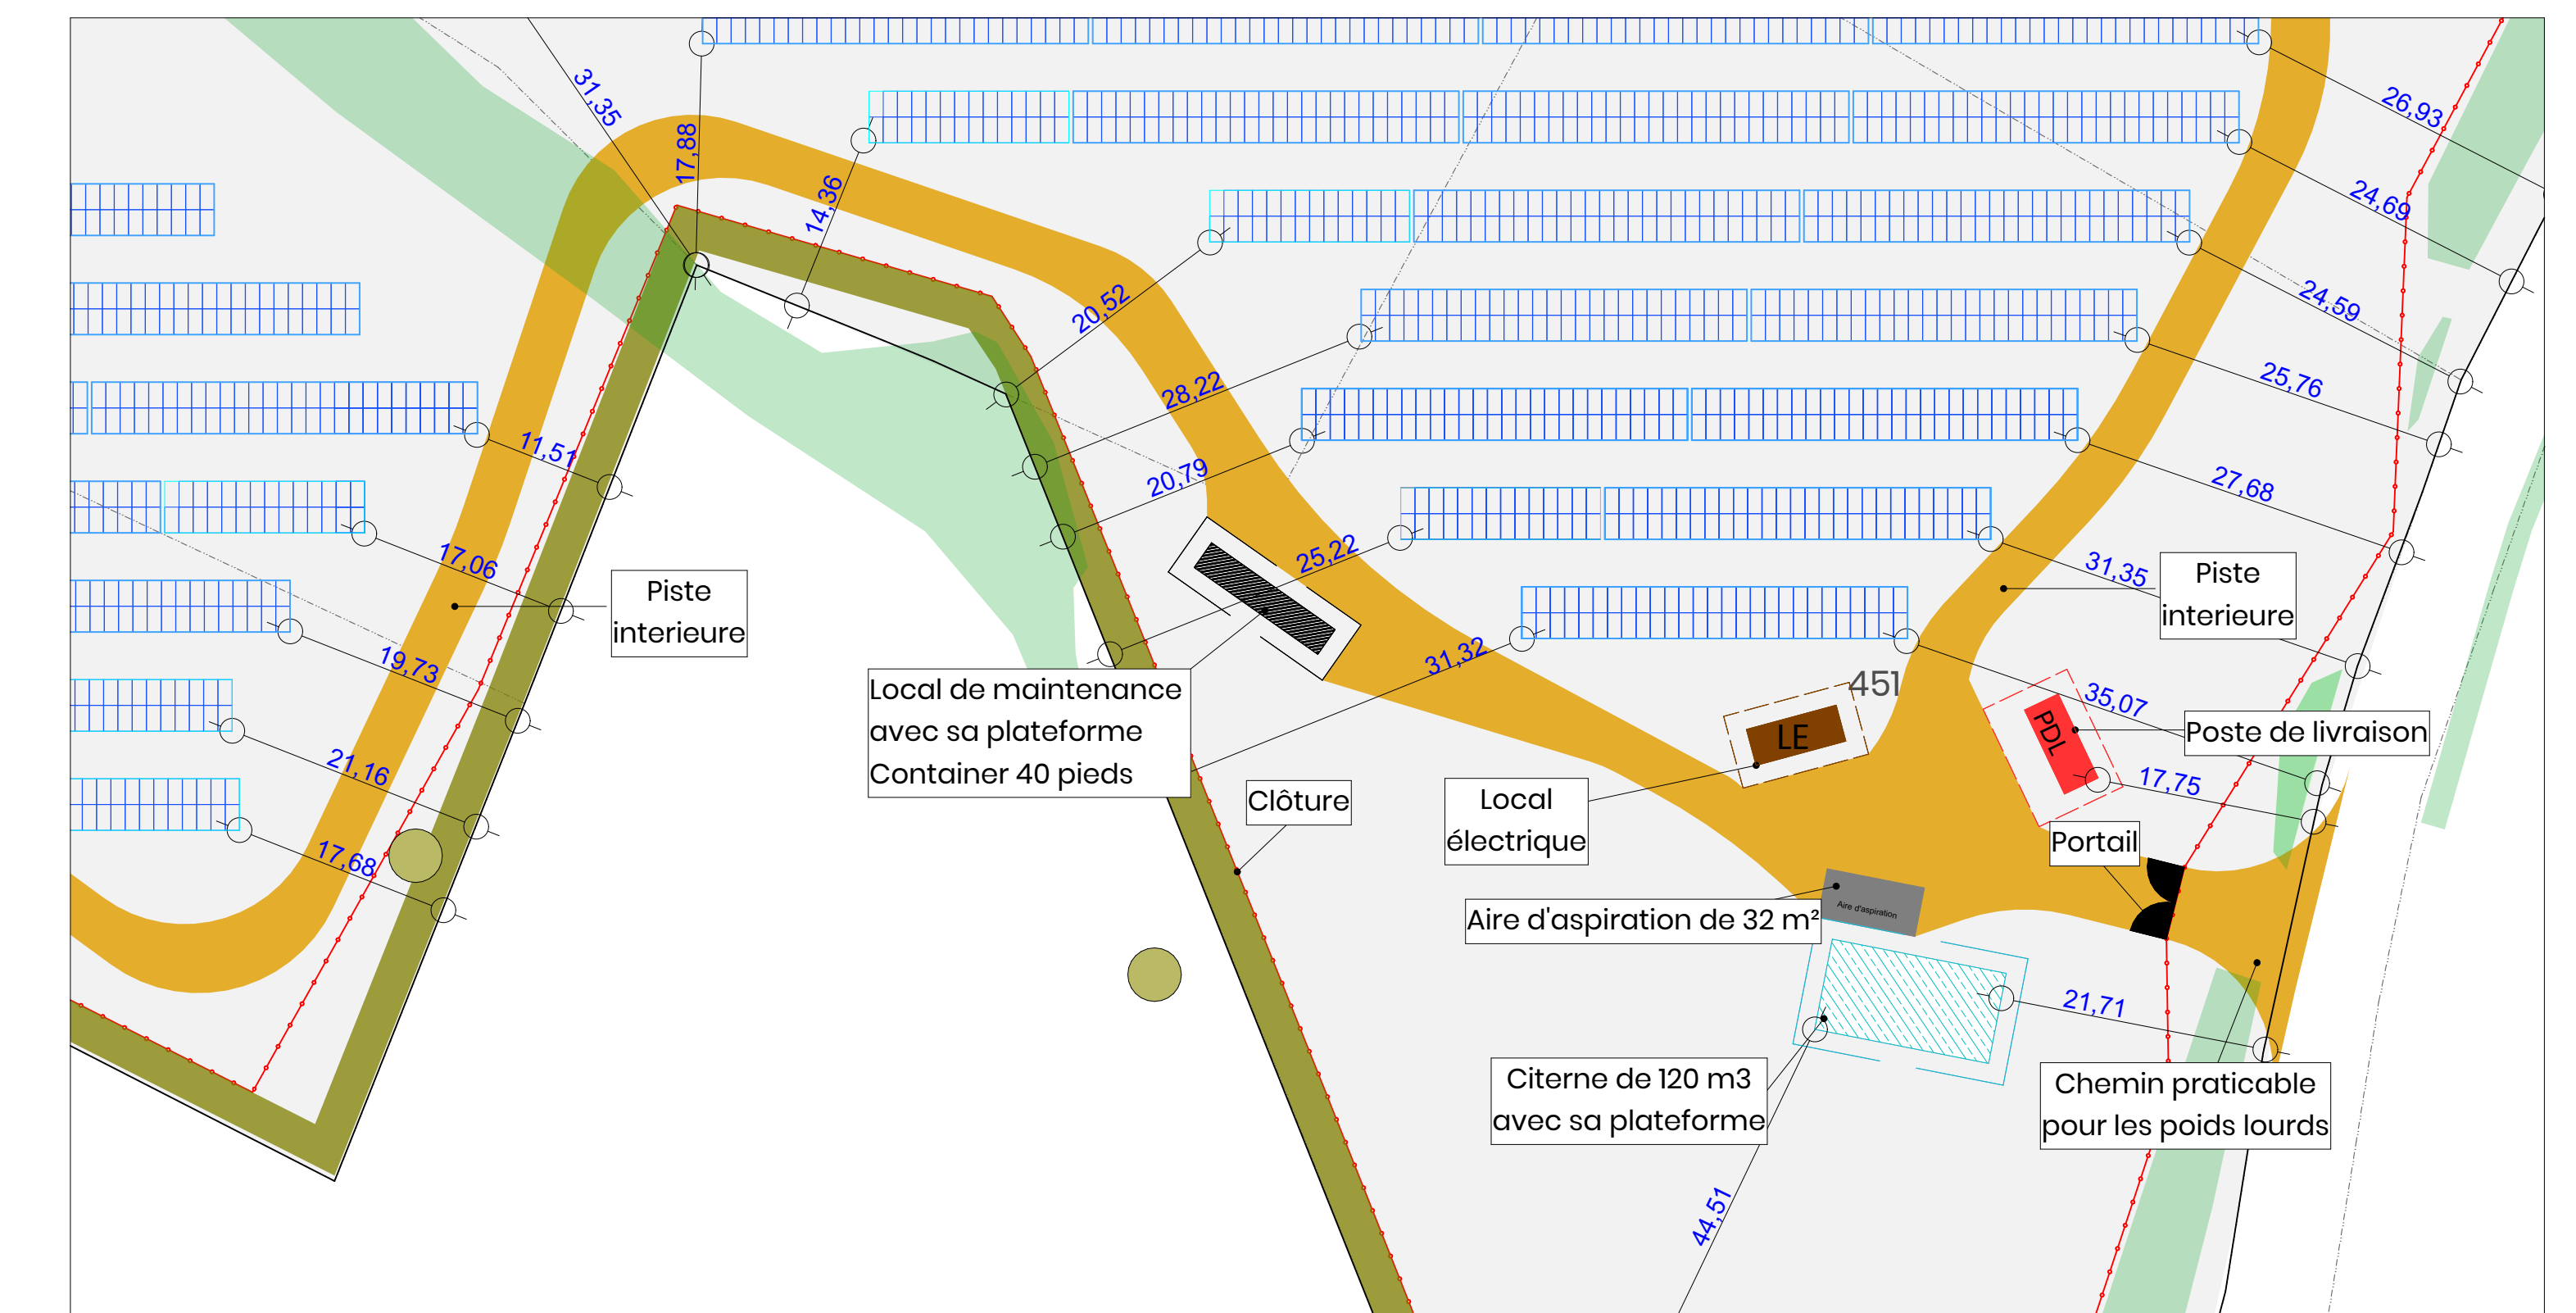 31,35
17,88
14,36
26,93
24,69
20,52
24,59
28,22
25,76
11,51
20,79
27,68
17,06
25,22
31,35
Piste
interieure
Piste
interieure
19,73
31,32
451
35,07
Local de maintenance
avec sa plateforme
Container 40 pieds
LE
PDL
Poste de livraison
21,16
17,75
Clôture
Local
électrique
Portail
17,68
Aire d'aspiration de 32 m²
Aire d'aspiration
21,71
Citerne de 120 m3
avec sa plateforme
Chemin praticable
pour les poids lourds
44,51